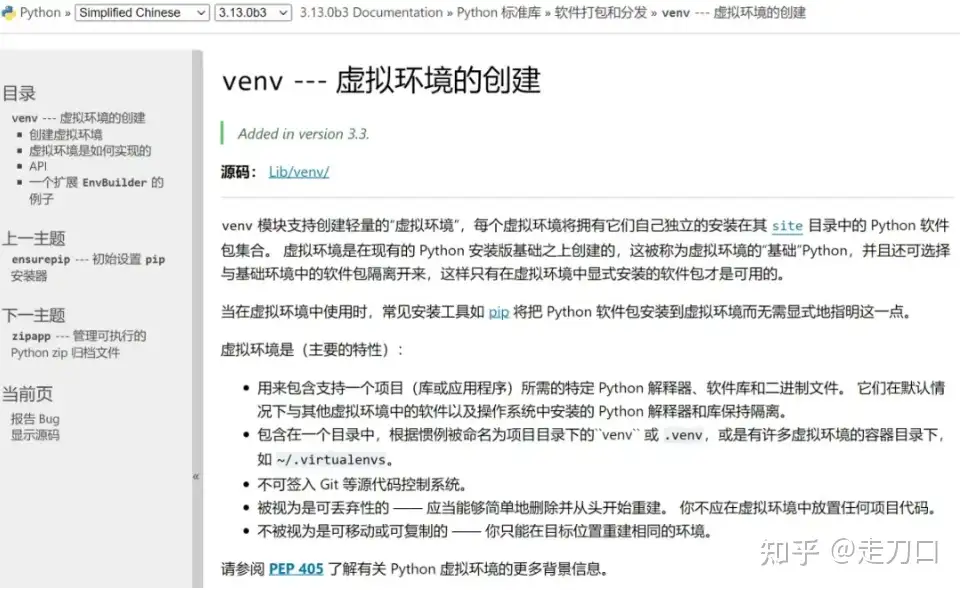 Python » Simplified Chinese 3.13.0b3 3.13.0b3 Documentation » Python 标准库 » 软件打包和分发 » venv --- 虚拟环境的创建
目录
venv --- 虚拟环境的创建
创建虚拟环境
虚拟环境是如何实现的
API
一个扩展 EnvBuilder 的
例子
上一主题
ensurepip --- 初始设置 pip
安装器
下一主题
zipapp --- 管理可执行的
Python zip 归档文件
当前页
报告 Bug
显示源码
«
venv --- 虚拟环境的创建
Added in version 3.3.
源码： Lib/venv/
venv 模块支持创建轻量的“虚拟环境”，每个虚拟环境将拥有它们自己独立的安装在其 site 目录中的 Python 软件
包集合。 虚拟环境是在现有的 Python 安装版基础之上创建的，这被称为虚拟环境的“基础”Python，并且还可选择
与基础环境中的软件包隔离开来，这样只有在虚拟环境中显式安装的软件包才是可用的。
当在虚拟环境中使用时，常见安装工具如 pip 将把 Python 软件包安装到虚拟环境而无需显式地指明这一点。
虚拟环境是（主要的特性）：
• 用来包含支持一个项目（库或应用程序）所需的特定 Python 解释器、软件库和二进制文件。 它们在默认情
况下与其他虚拟环境中的软件以及操作系统中安装的 Python 解释器和库保持隔离。
• 包含在一个目录中，根据惯例被命名为项目目录下的``venv`` 或 .venv，或是有许多虚拟环境的容器目录下，
如 ~/.virtualenvs。
• 不可签入 Git 等源代码控制系统。
• 被视为是可丢弃性的 —— 应当能够简单地删除并从头开始重建。 你不应在虚拟环境中放置任何项目代码。
• 不被视为是可移动或可复制的 —— 你只能在目标位置重建相同的环境。
请参阅 PEP 405 了解有关 Python 虚拟环境的更多背景信息。
知乎 @走刀口